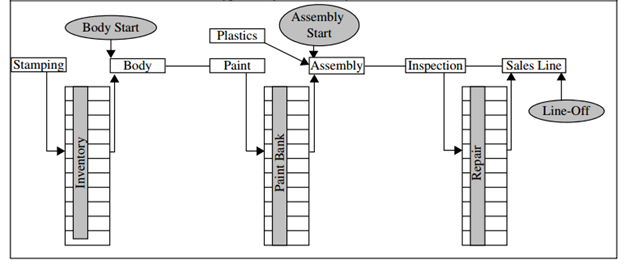 Body Start
Assembly
Start
Plastics
Stamping
Body
Paint
Assembly
Inspection
Sales Line
Line-Off
Inventory
Paint Bank
Repair